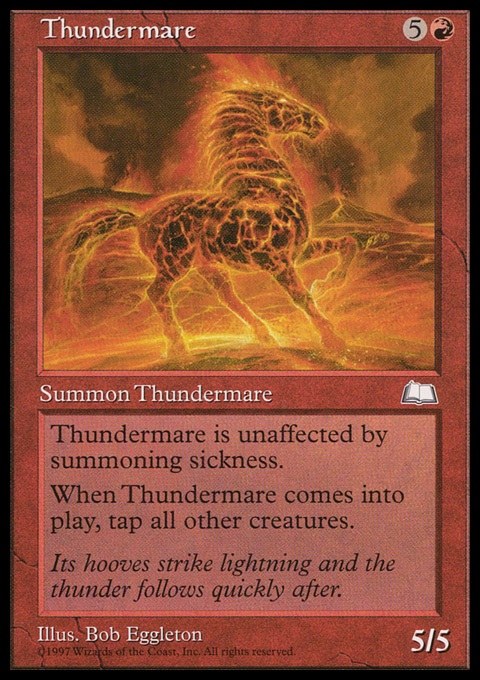 Thundermare 5
Summon Thundermare
Thundermare is unaffected by
summoning sickness.
When Thundermare comes into
play, tap all other creatures.
Its hooves strike lightning and the
thunder follows quickly after.
Illus. Bob Eggleton
©1997 Wizards of the Coast, Inc. All rights reserved.
5/5